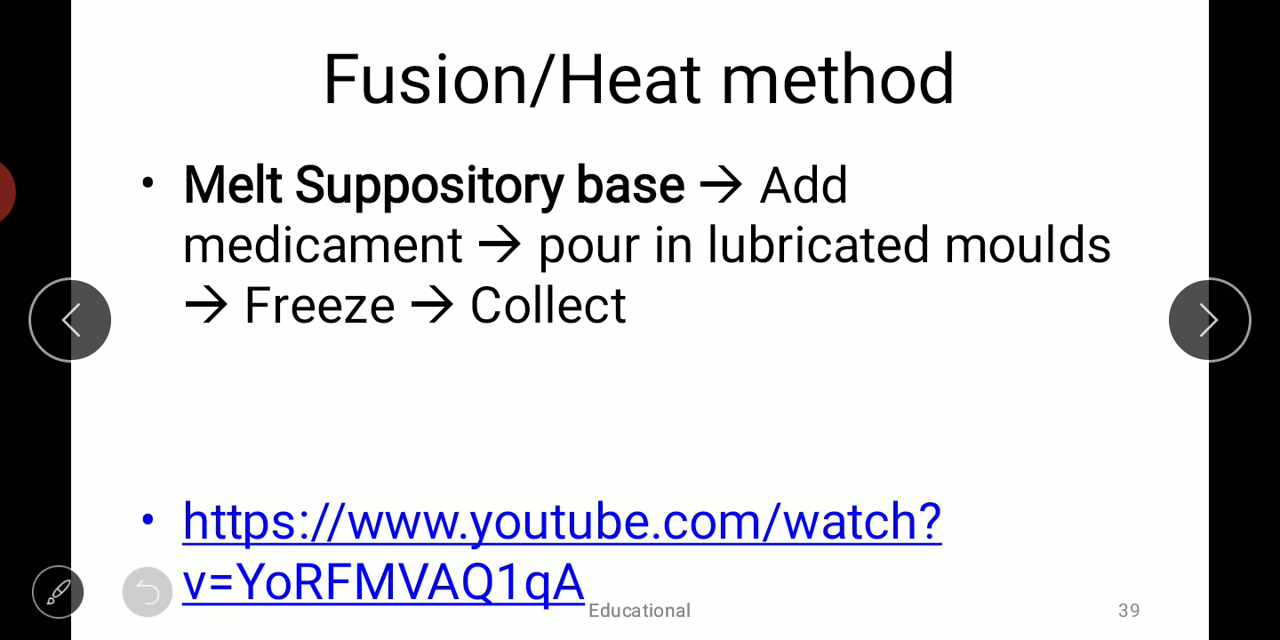 Fusion/Heat method
• Melt Suppository base → Add
medicament → pour in lubricated moulds
→ Freeze → Collect
• https://www.youtube.com/watch?
v=YoRFMVAQ1qA
Educational
39